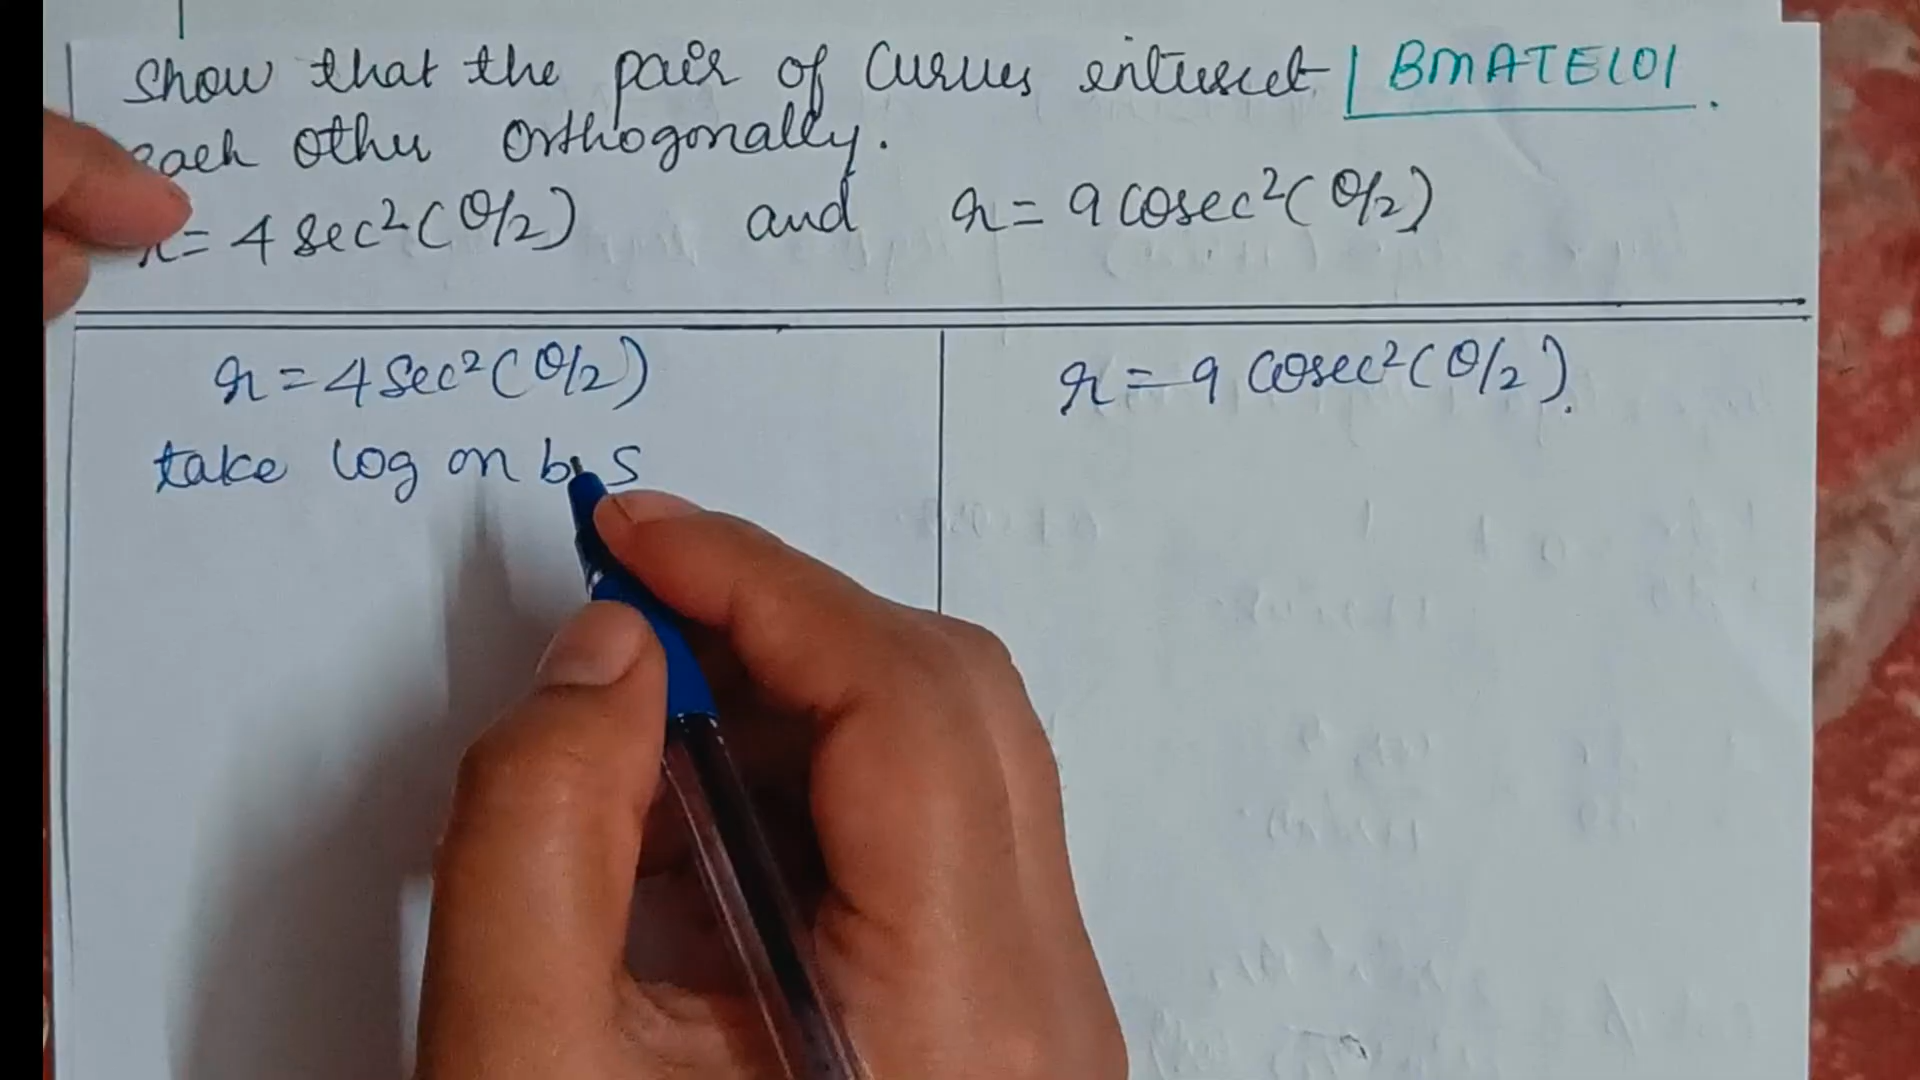 Show that the pair of Curves intersect | BMATE101
each other Orthogonally.
r = 4 Sec²(θ/2) and r = 9 Cosec²(θ/2)
r = 4 Sec²(θ/2)
take log on b S
r = 9 Cosec²(θ/2).